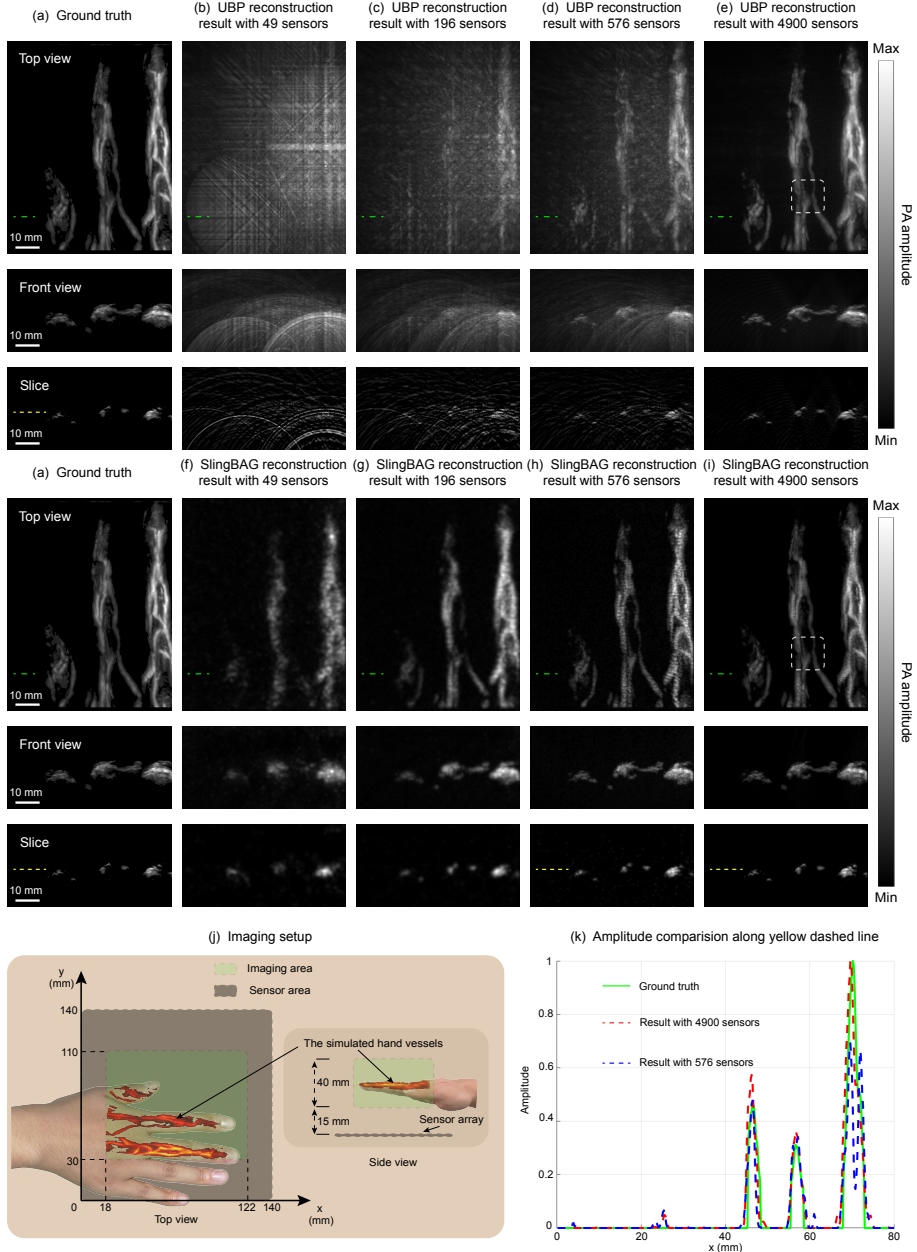 (a) Ground truth
(b) UBP reconstruction
result with 49 sensors
(c) UBP reconstruction
result with 196 sensors
(d) UBP reconstruction
result with 576 sensors
(e) UBP reconstruction
result with 4900 sensors
Top view
10 mm
Front view
10 mm
Slice
10 mm
Max
PA amplitude
Min
(a) Ground truth
(f) SlingBAG reconstruction
result with 49 sensors
(g) SlingBAG reconstruction
result with 196 sensors
(h) SlingBAG reconstruction
result with 576 sensors
(i) SlingBAG reconstruction
result with 4900 sensors
Top view
10 mm
Front view
10 mm
Slice
10 mm
Max
PA amplitude
Min
(j) Imaging setup
Imaging area
Sensor area
y
(mm)
140
110
30
0
18
122
140
x
(mm)
Top view
The simulated hand vessels
40 mm
15 mm
Sensor array
Side view
(k) Amplitude comparision along yellow dashed line
Ground truth
Result with 4900 sensors
Result with 576 sensors
Amplitude
1
0.8
0.6
0.4
0.2
0
0
20
40
60
80
x (mm)